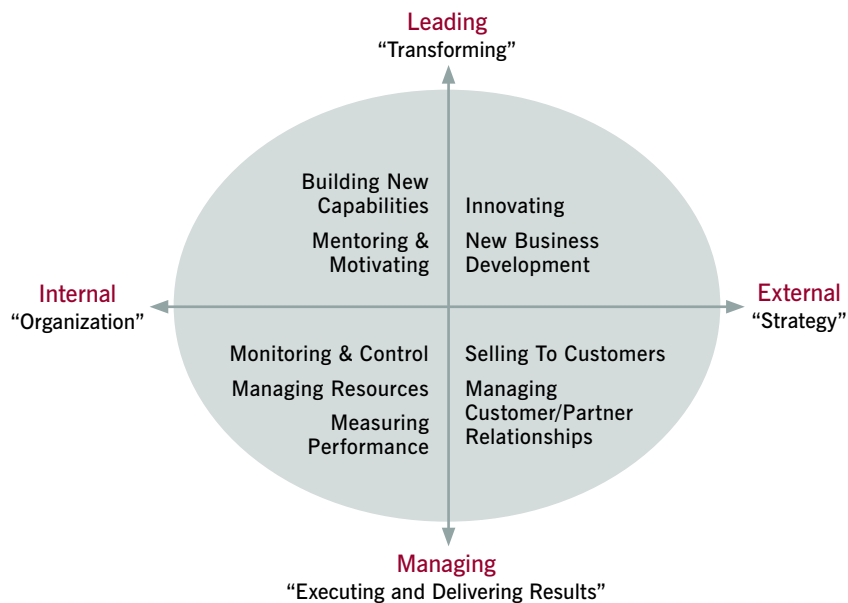 Leading
“Transforming”
Building New
Capabilities
Mentoring &
Motivating
Innovating
New Business
Development
Internal
“Organization”
External
“Strategy”
Monitoring & Control
Managing Resources
Measuring
Performance
Selling To Customers
Managing
Customer/Partner
Relationships
Managing
“Executing and Delivering Results”